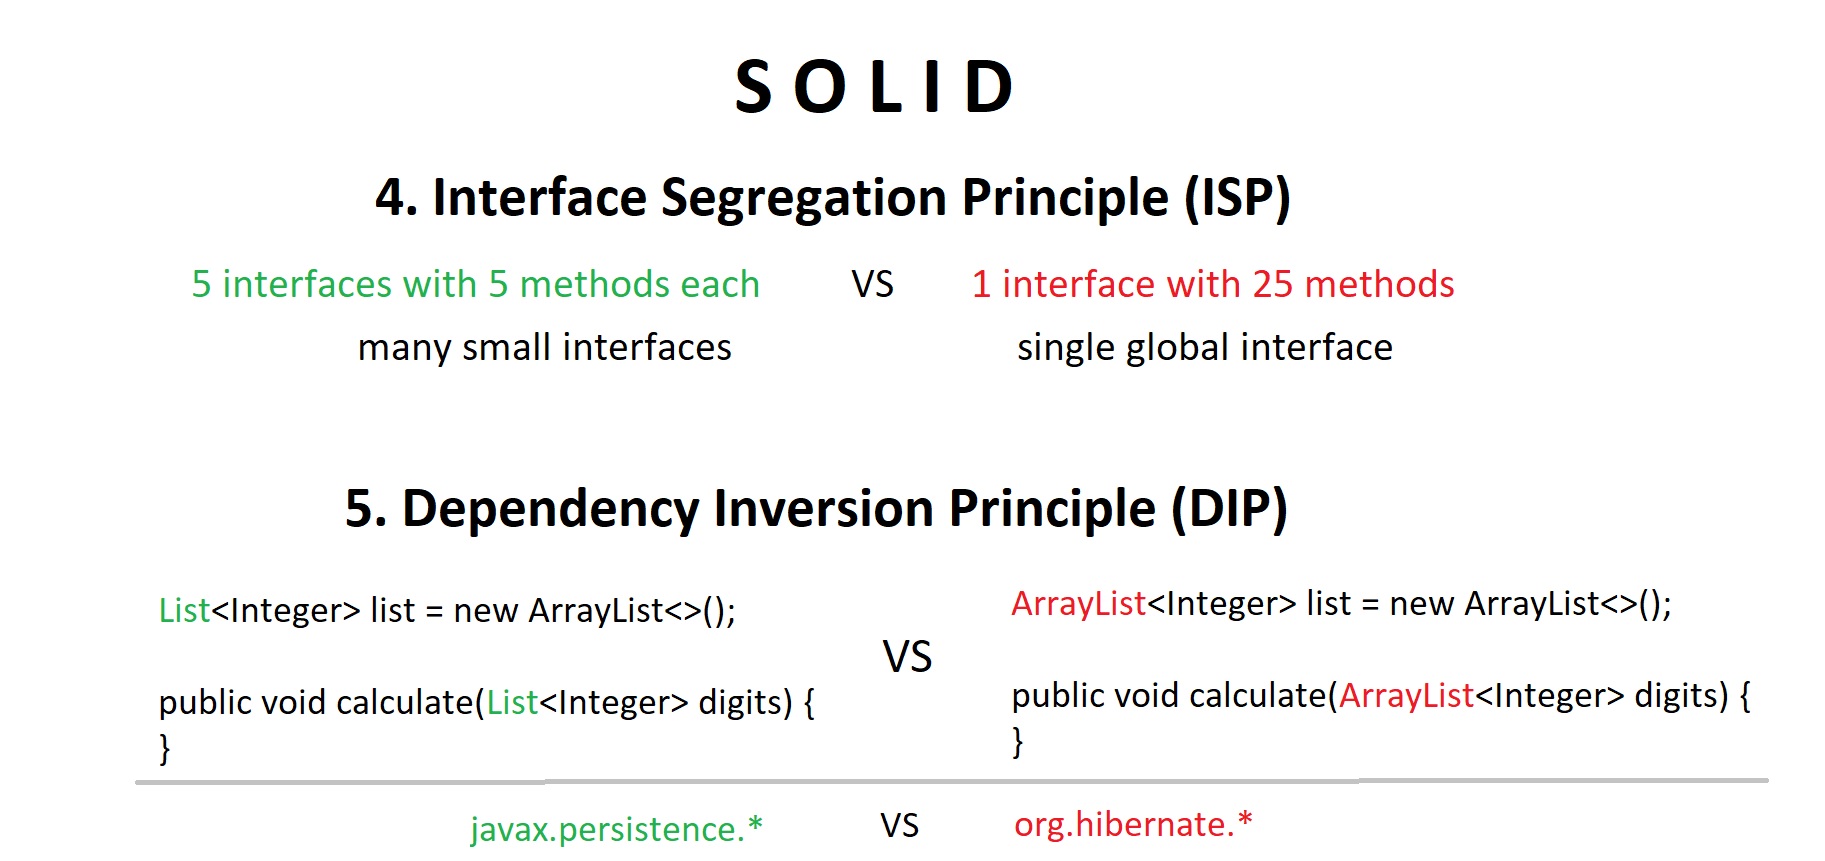 S O L I D
4. Interface Segregation Principle (ISP)
5 interfaces with 5 methods each VS 1 interface with 25 methods
many small interfaces single global interface
5. Dependency Inversion Principle (DIP)
List<Integer> list = new ArrayList<>();
public void calculate(List<Integer> digits) {
}
VS
ArrayList<Integer> list = new ArrayList<>();
public void calculate(ArrayList<Integer> digits) {
}
javax.persistence.* VS org.hibernate.*